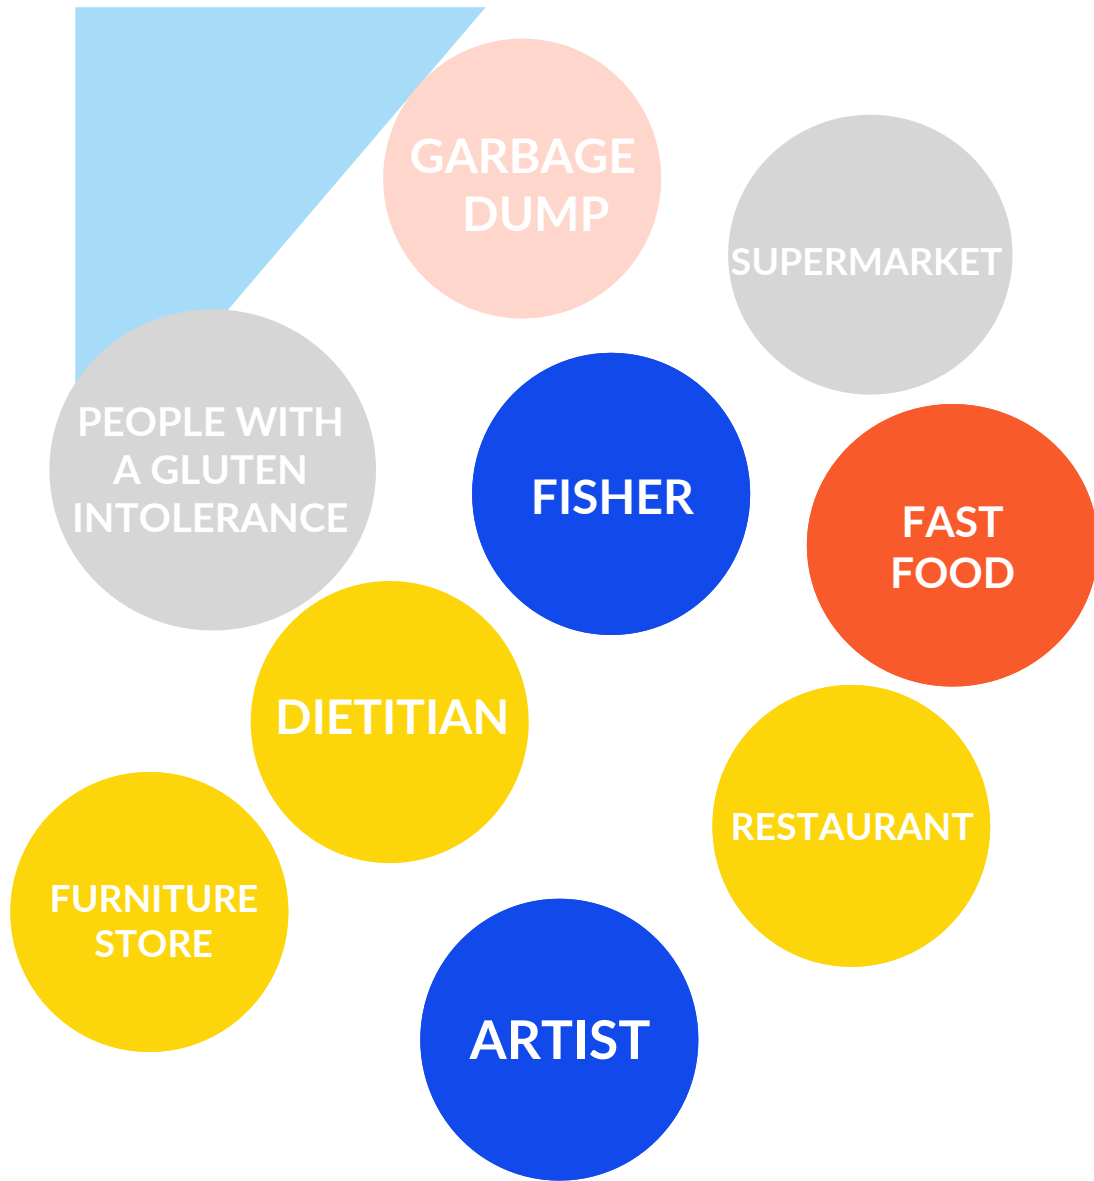 GARBAGE
DUMP
SUPERMARKET
PEOPLE WITH
A GLUTEN
INTOLERANCE
FISHER
FAST
FOOD
DIETITIAN
RESTAURANT
FURNITURE
STORE
ARTIST